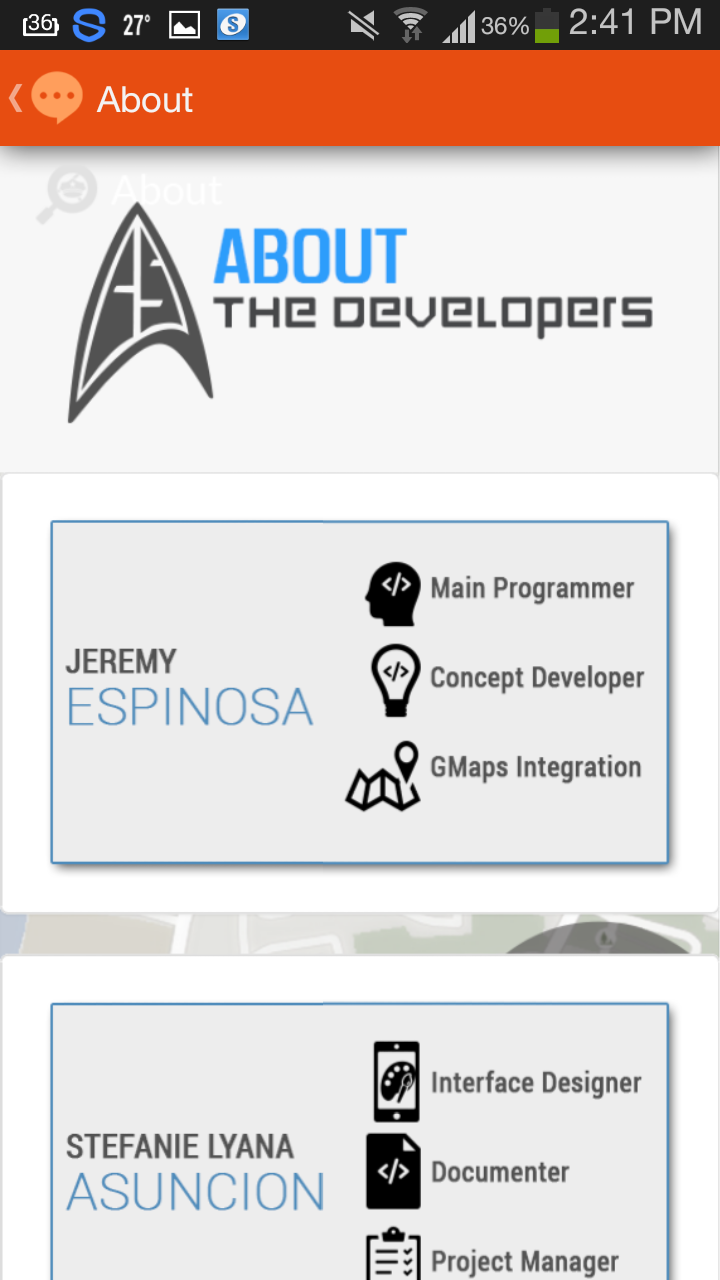 36 27° S 36% 2:41 PM
About
About
ABOUT
THE DEVELOPERS
JEREMY
ESPINOSA
</> Main Programmer
</> Concept Developer
GMaps Integration
STEFANIE LYANA
ASUNCION
Interface Designer
</> Documenter
Project Manager